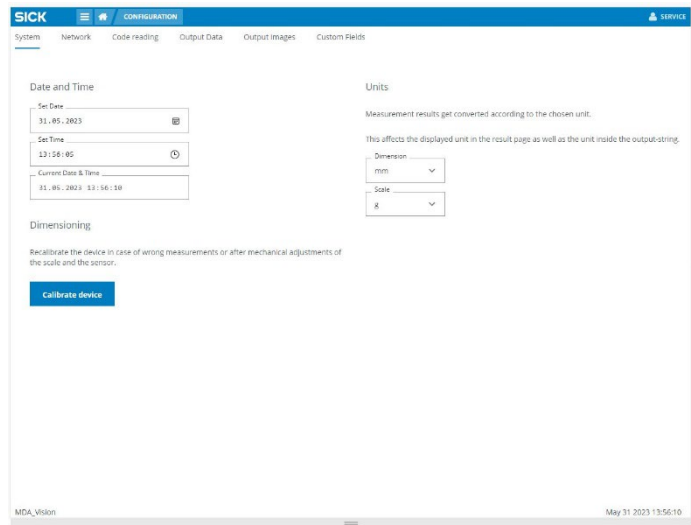 SICK
CONFIGURATION
SERVICE
System Network Code reading Output Data Output Images Custom Fields
Date and Time
Set Date
31.05.2023
Set Time
13:56:05
Current Date & Time
31.05.2023 13:56:10
Dimensioning
Recalibrate the device in case of wrong measurements or after mechanical adjustments of
the scale and the sensor.
Calibrate device
Units
Measurement results get converted according to the chosen unit.
This affects the displayed unit in the result page as well as the unit inside the output-string.
Dimension
mm
Scale
g
MDA_Vision
May 31 2023 13:56:10